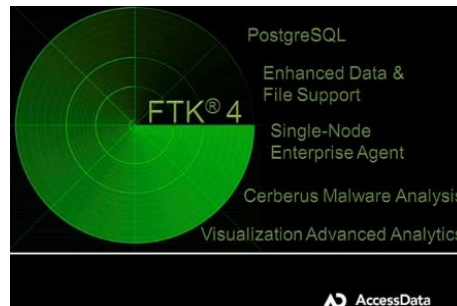 PostgreSQL
Enhanced Data &
File Support
FTK® 4
Single-Node
Enterprise Agent
Cerberus Malware Analysis
Visualization Advanced Analytics
AccessData